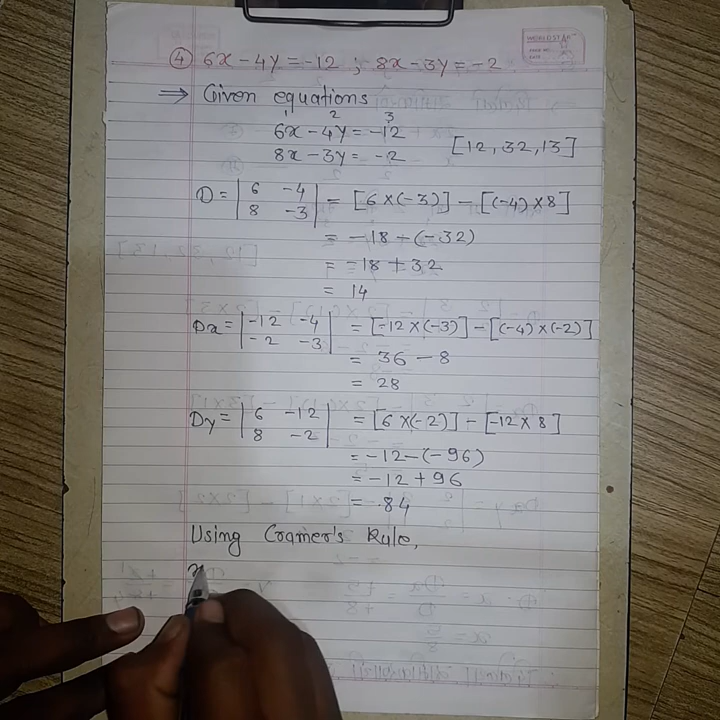 WORLDSTAR
④ 6x - 4y = -12 ; 8x - 3y = -2
⇒ Given equations
1 2 3
6x - 4y = -12
8x - 3y = -2 [12, 32, 13]
D = | 6 -4 | = [6 × (-3)] - [(-4) × 8]
| 8 -3 |
= -18 - (-32)
= -18 + 32
= 14
Dx = | -12 -4 | = [-12 × (-3)] - [(-4) × (-2)]
| -2 -3 |
= 36 - 8
= 28
Dy = | 6 -12 | = [6 × (-2)] - [-12 × 8]
| 8 -2 |
= -12 - (-96)
= -12 + 96
= 84
Using Cramer's Rule,
x